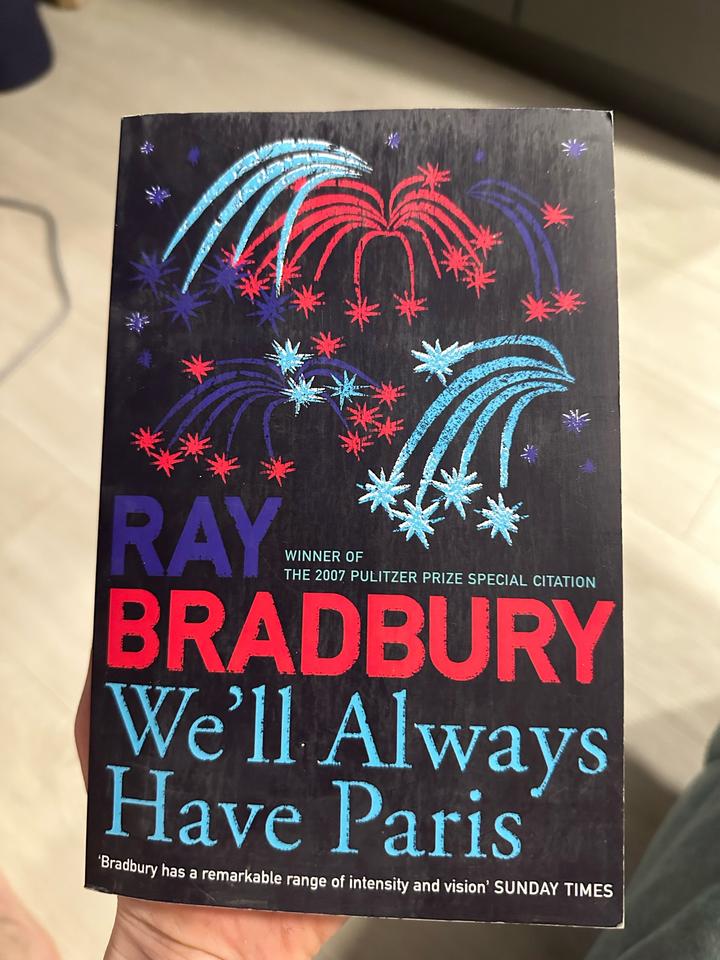 RAY
WINNER OF
THE 2007 PULITZER PRIZE SPECIAL CITATION
BRADBURY
We’ll Always
Have Paris
‘Bradbury has a remarkable range of intensity and vision’ SUNDAY TIMES